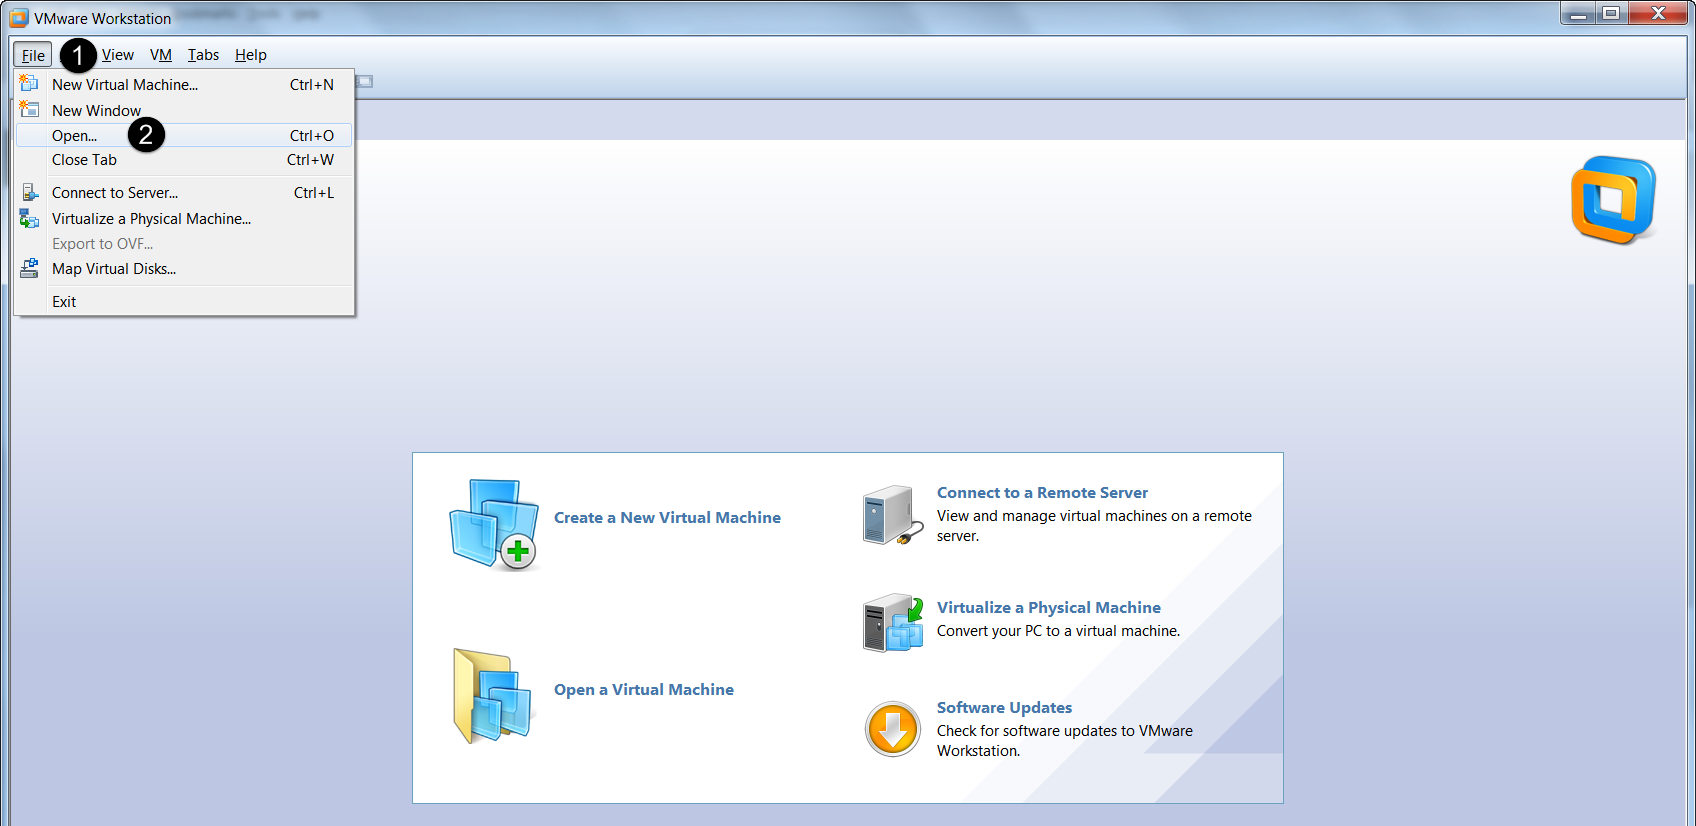 VMware Workstation
File 1 View VM Tabs Help
New Virtual Machine... Ctrl+N
New Window
Open... 2 Ctrl+O
Close Tab Ctrl+W
Connect to Server... Ctrl+L
Virtualize a Physical Machine...
Export to OVF...
Map Virtual Disks...
Exit
Create a New Virtual Machine
Open a Virtual Machine
Connect to a Remote Server
View and manage virtual machines on a remote
server.
Virtualize a Physical Machine
Convert your PC to a virtual machine.
Software Updates
Check for software updates to VMware
Workstation.